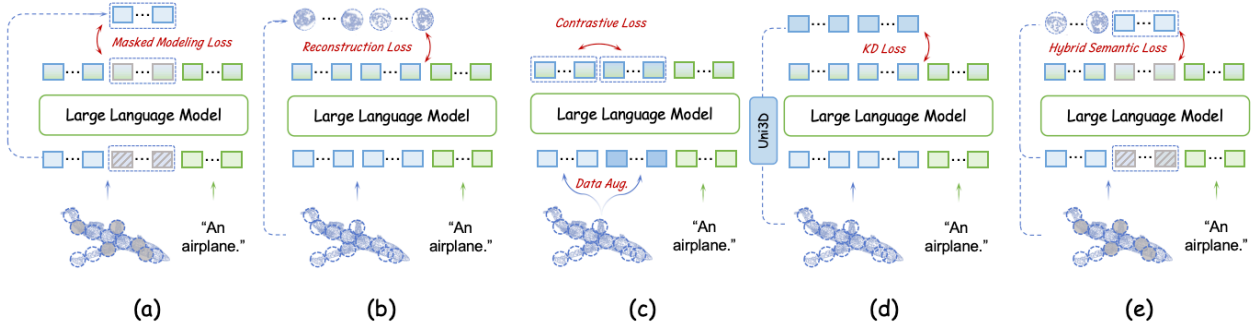 Masked Modeling Loss
Large Language Model
"An
airplane."
(a)
Reconstruction Loss
Large Language Model
"An
airplane."
(b)
Contrastive Loss
Large Language Model
Data Aug.
"An
airplane."
(c)
KD Loss
Large Language Model
Uni3D
"An
airplane."
(d)
Hybrid Semantic Loss
Large Language Model
"An
airplane."
(e)